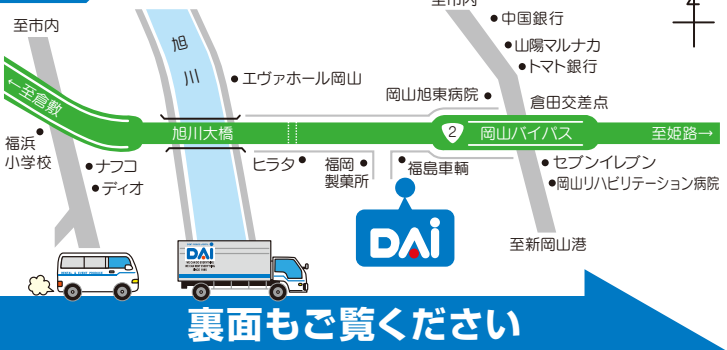 至市内
至市内
中国銀行
山陽マルナカ
トマト銀行
旭川
エヴァホール岡山
岡山旭東病院
倉田交差点
←至倉敷
旭川大橋
2
岡山バイパス
至姫路→
福浜
小学校
ナフコ
ディオ
ヒラタ
福岡
製菓所
福島車輌
セブンイレブン
岡山リハビリテーション病院
DAi
至新岡山港
DAi
裏面もご覧ください